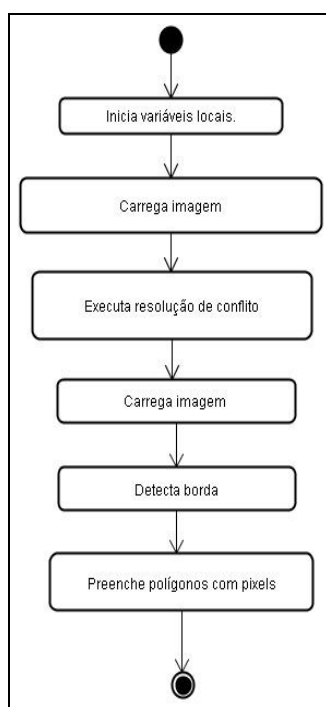 Inicia variáveis locais.
Carrega imagem
Executa resolução de conflito
Carrega imagem
Detecta borda
Preenche polígonos com pixels